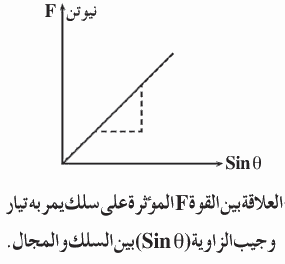 F نيوتن
Sin θ
العلاقة بين القوة F المؤثرة على سلك يمر به تيار
وجيب الزاوية (Sin θ) بين السلك والمجال.